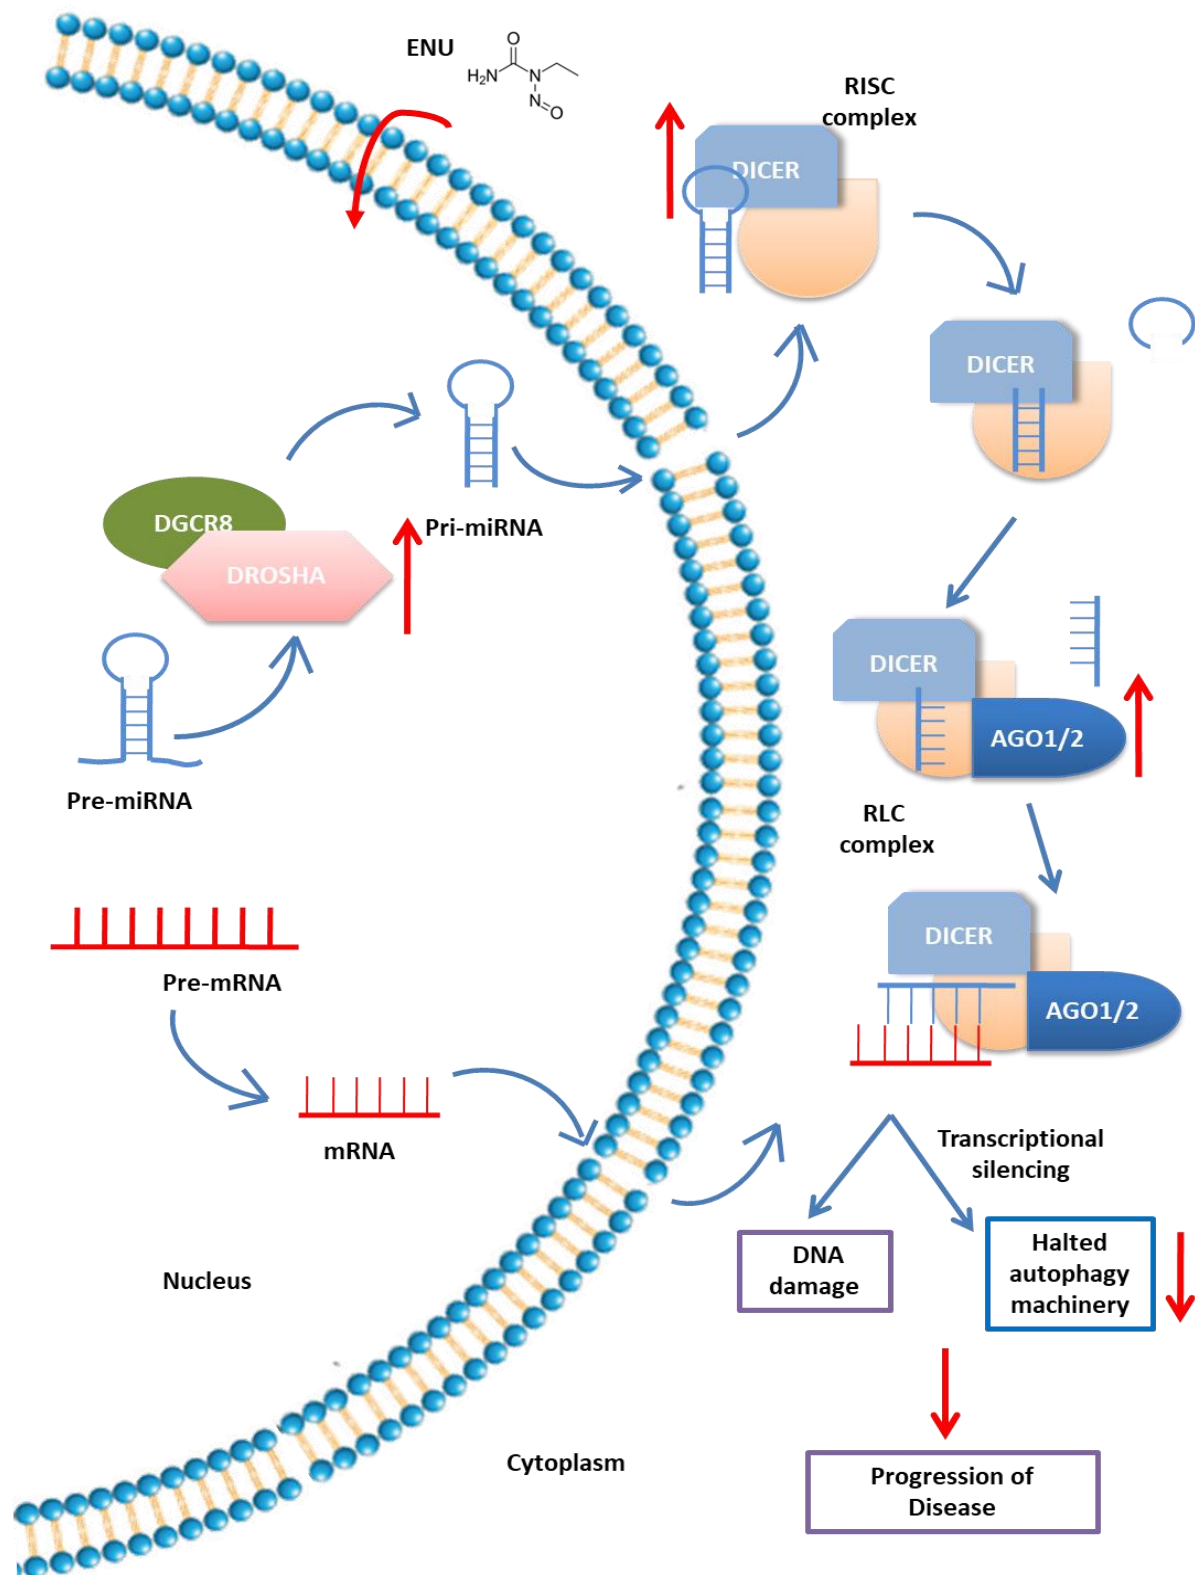 ENU
O
H₂N
N
N
O
RISC
complex
DICER
DICER
DGCR8
DROSHA
Pri-miRNA
DICER
AGO1/2
Pre-miRNA
RLC
complex
DICER
AGO1/2
Pre-mRNA
mRNA
Transcriptional
silencing
DNA
damage
Halted
autophagy
machinery
Nucleus
Cytoplasm
Progression of
Disease